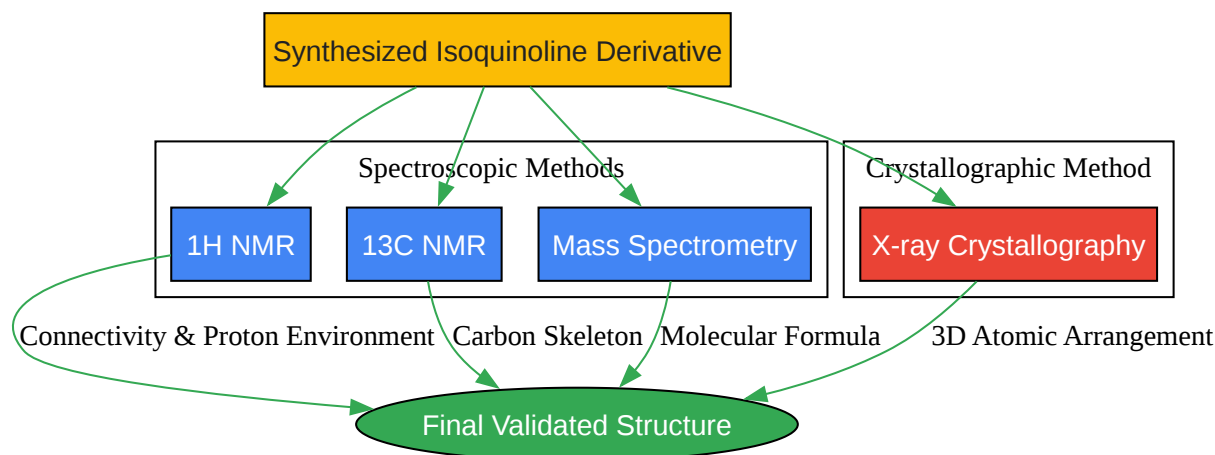 Synthesized Isoquinoline Derivative
Spectroscopic Methods
Crystallographic Method
1H NMR
13C NMR
Mass Spectrometry
X-ray Crystallography
Connectivity & Proton Environment
Carbon Skeleton
Molecular Formula
3D Atomic Arrangement
Final Validated Structure